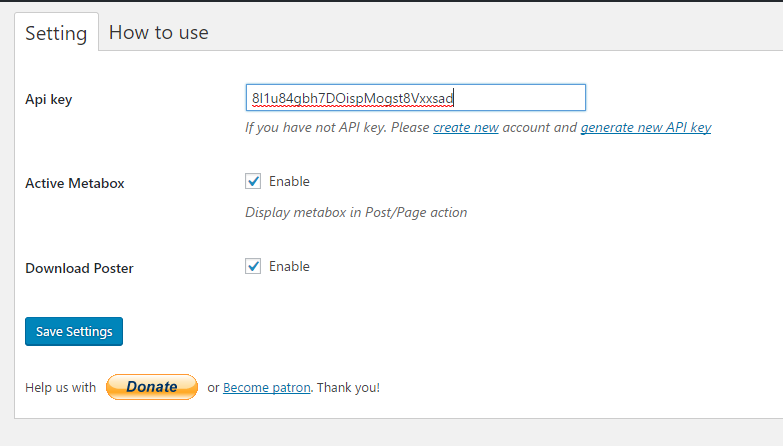 Setting How to use
Api key 8I1u84gbh7DOispMogst8Vxxsad
If you have not API key. Please create new account and generate new API key
Active Metabox Enable
Display metabox in Post/Page action
Download Poster Enable
Save Settings
Help us with Donate or Become patron. Thank you!